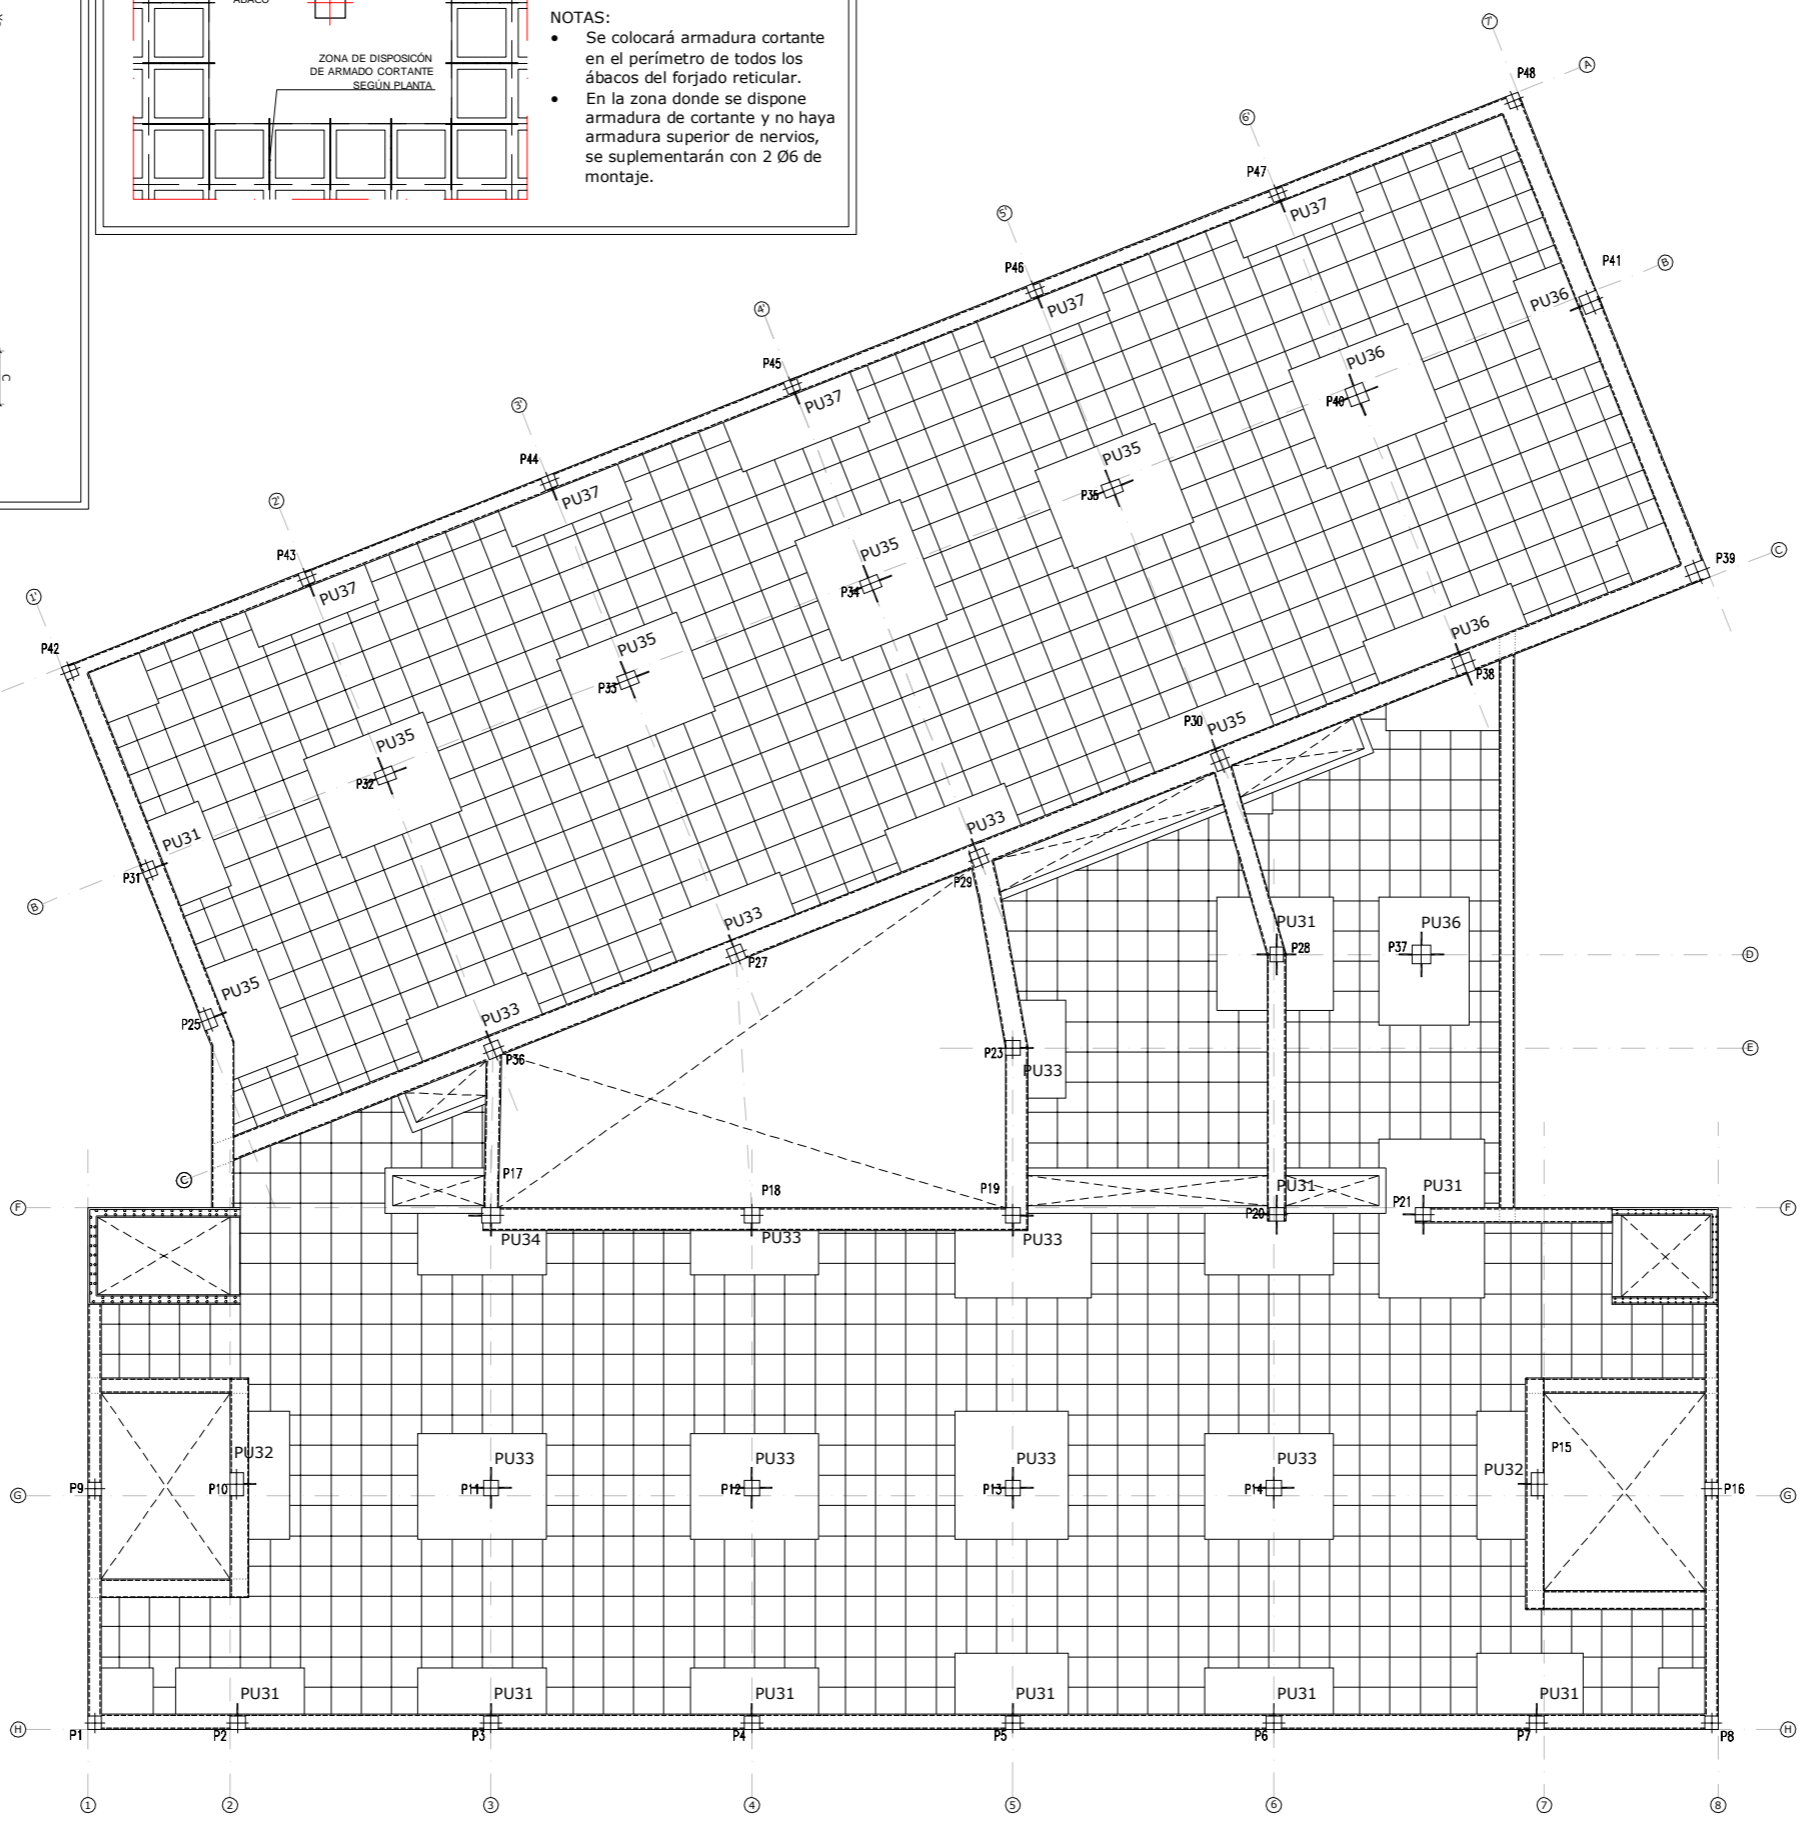 ÁBACO
ZONA DE DISPOSICÓN
DE ARMADO CORTANTE
SEGÚN PLANTA
NOTAS:
• Se colocará armadura cortante
en el perímetro de todos los
ábacos del forjado reticular.
• En la zona donde se dispone
armadura de cortante y no haya
armadura superior de nervios,
se suplementarán con 2 Ø6 de
montaje.
C
7'
A
P48
6'
P47
PU37
5'
P46
PU37
P41
B
PU36
4'
P45
PU37
PU36
P40
3'
P44
PU37
PU35
P35
2'
P43
PU37
PU35
P34
C
P39
1'
P42
PU35
P33
PU36
P38
PU35
P32
P30
PU35
PU31
P31
B
PU33
P29
PU33
P27
PU31
P28
PU36
P37
D
PU35
P25
PU33
P36
P23
PU33
E
C
P17
P18
P19
PU31
P20
P21
PU31
F
F
PU34
PU33
PU33
PU32
P10
P9
PU33
P11
PU33
P12
PU33
P13
PU33
P14
P15
PU32
P16
G
G
PU31
PU31
PU31
PU31
PU31
PU31
H
P1
P2
P3
P4
P5
P6
P7
P8
H
1
2
3
4
5
6
7
8